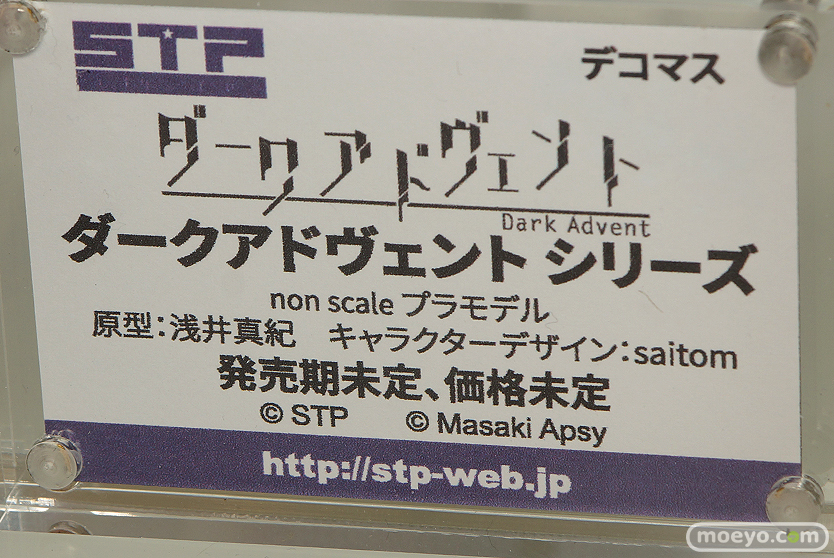 STP
デコマス
ダークアドヴェント
Dark Advent
ダークアドヴェント シリーズ
non scale プラモデル
原型：浅井真紀　キャラクターデザイン：saitom
発売期未定、価格未定
© STP　© Masaki Apsy
http://stp-web.jp
moeyo.com